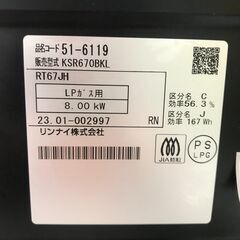 品名コード 51-6119
販売型式 KSR670BKL
RT67JH
LPガス用
8.00 kW
23.01-002997 RN
リンナイ株式会社
区分名 C
効率56.3 %
区分名 J
効率 167 Wh
JIA
PS
LPG